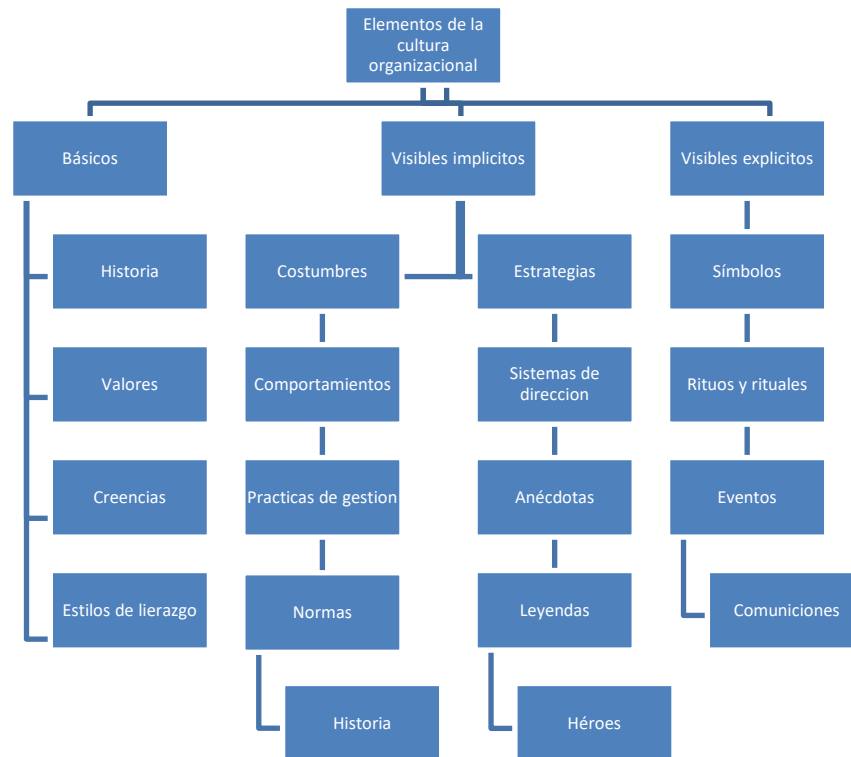 Elementos de la
cultura
organizacional
Básicos
Visibles implicitos
Visibles explicitos
Historia
Costumbres
Estrategias
Símbolos
Valores
Comportamientos
Sistemas de
direccion
Rituos y rituales
Creencias
Practicas de gestion
Anécdotas
Eventos
Estilos de lierazgo
Normas
Leyendas
Comuniciones
Historia
Héroes